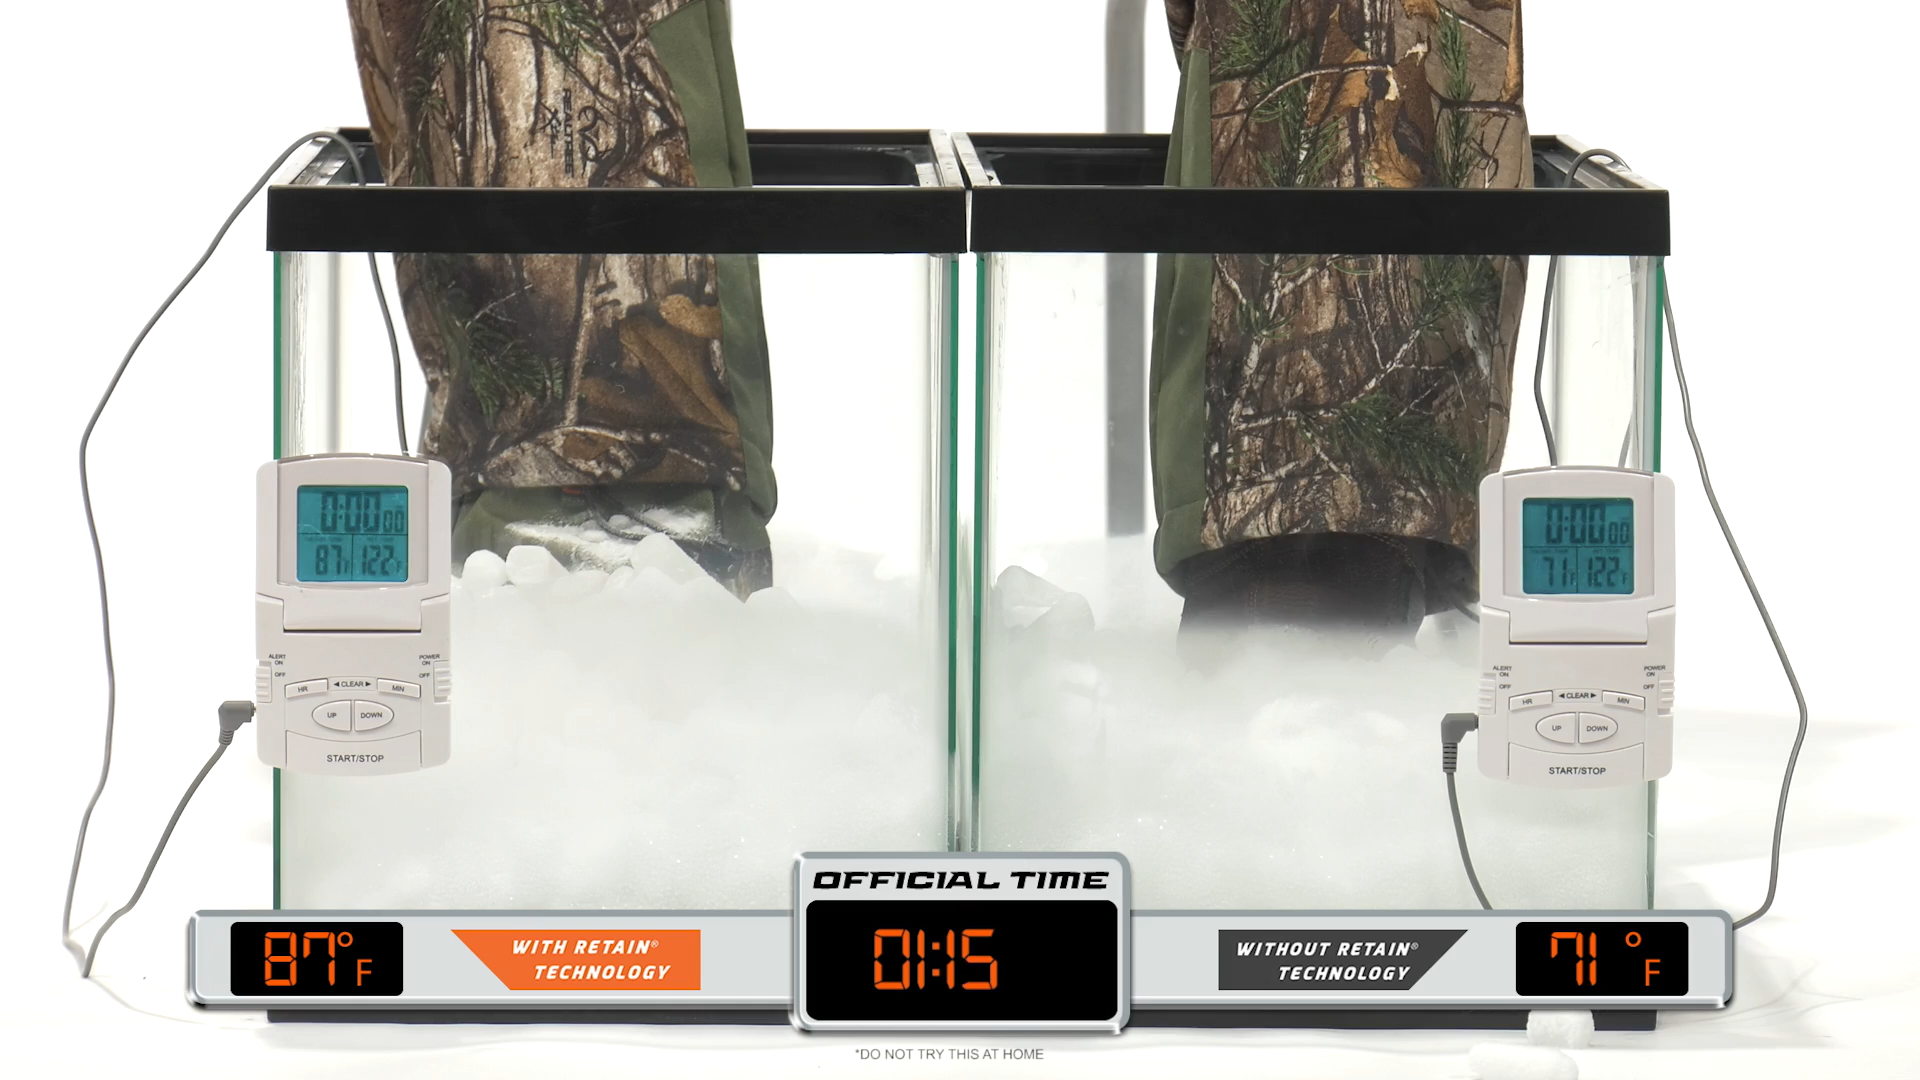 REALTREE
XTRA
0:00 00
87°F 122°F
ALERT
ON
OFF
POWER
ON
OFF
HR
◄ CLEAR ►
MIN
UP
DOWN
START/STOP
0:00 00
71°F 122°F
ALERT
ON
OFF
POWER
ON
OFF
HR
◄ CLEAR ►
MIN
UP
DOWN
START/STOP
OFFICIAL TIME
01:15
87°F
WITH RETAIN®
TECHNOLOGY
WITHOUT RETAIN®
TECHNOLOGY
71°F
*DO NOT TRY THIS AT HOME